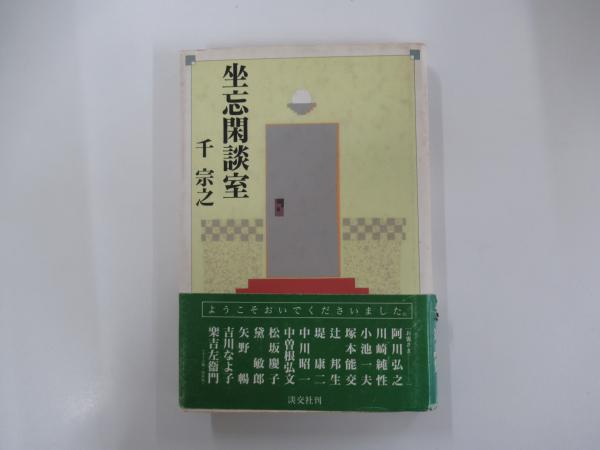 坐忘閑談室
千 宗之
ようこそおいでくださいました。
阿川弘之
川崎純性
小池一夫
塚本能交
辻 邦生
堤 康二
中川昭一
中曽根弘文
松坂慶子
黛 敏郎
矢野 暢
吉川なよ子
樂吉左衞門
淡交社刊